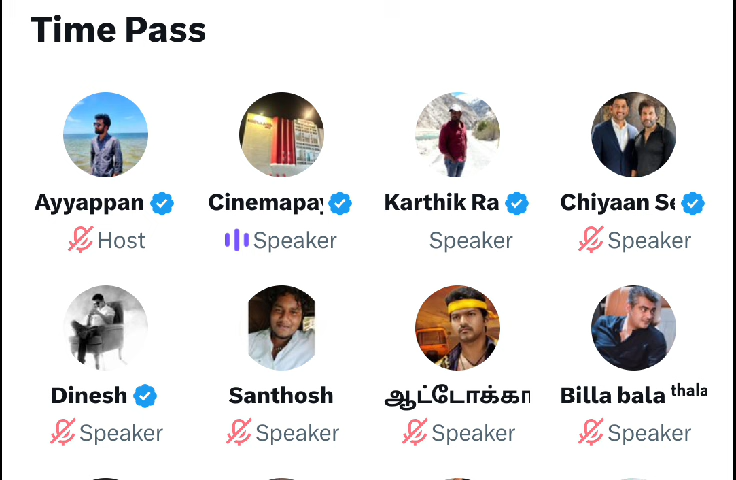 Time Pass
Ayyappan Cinemapay Karthik Ra Chiyaan Se
Host Speaker Speaker Speaker
Dinesh Santhosh ஆட்டோக்கா Billa bala thala
Speaker Speaker Speaker Speaker